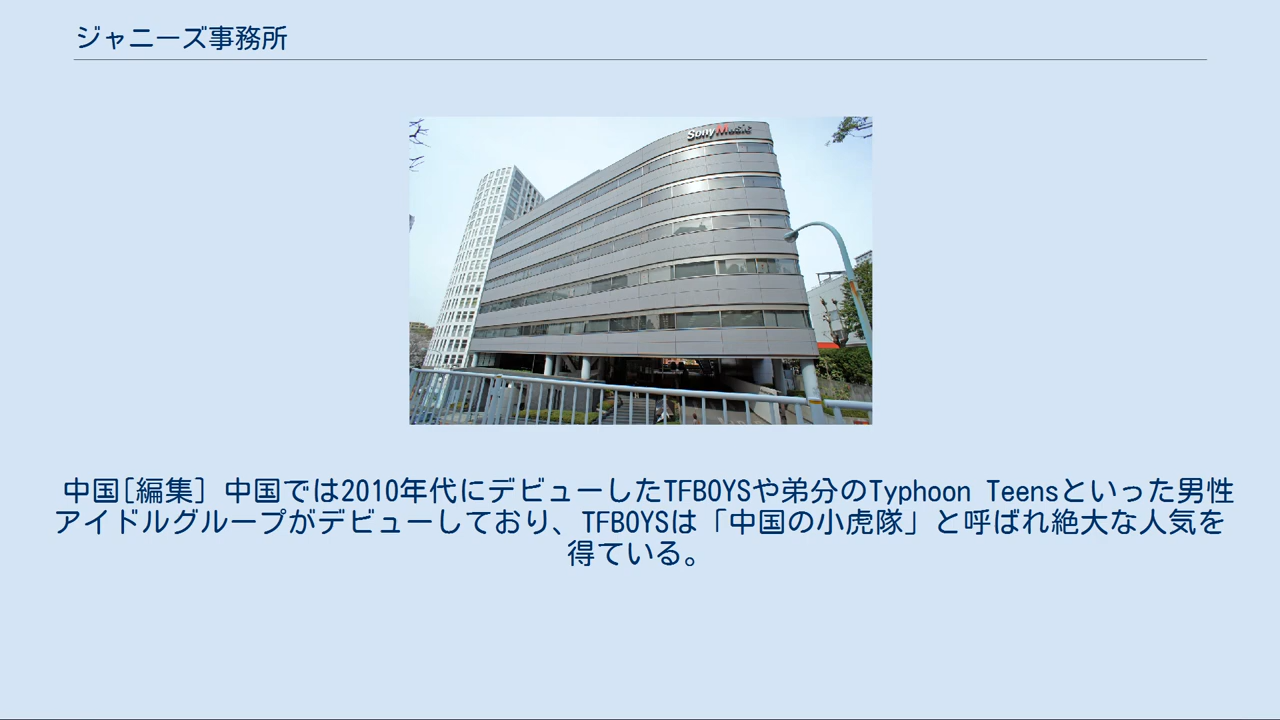 ジャニーズ事務所
Sony Music
中国[編集] 中国では2010年代にデビューしたTFBOYSや弟分のTyphoon Teensといった男性
アイドルグループがデビューしており、TFBOYSは「中国の小虎隊」と呼ばれ絶大な人気を
得ている。